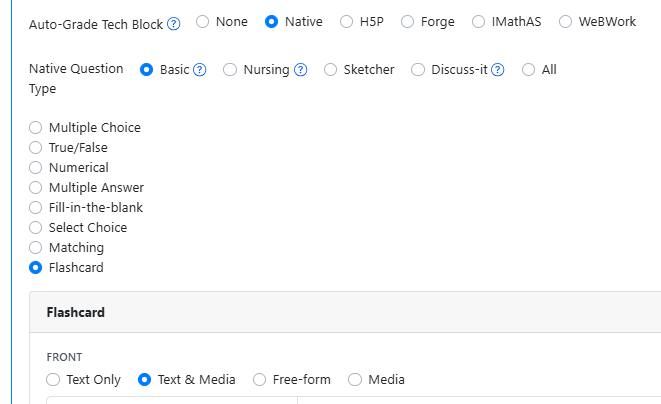 Auto-Grade Tech Block ? None Native H5P Forge IMathAS WeBWork
Native Question Type Basic ? Nursing ? Sketcher Discuss-it ? All
Multiple Choice
True/False
Numerical
Multiple Answer
Fill-in-the-blank
Select Choice
Matching
Flashcard
Flashcard
FRONT
Text Only Text & Media Free-form Media